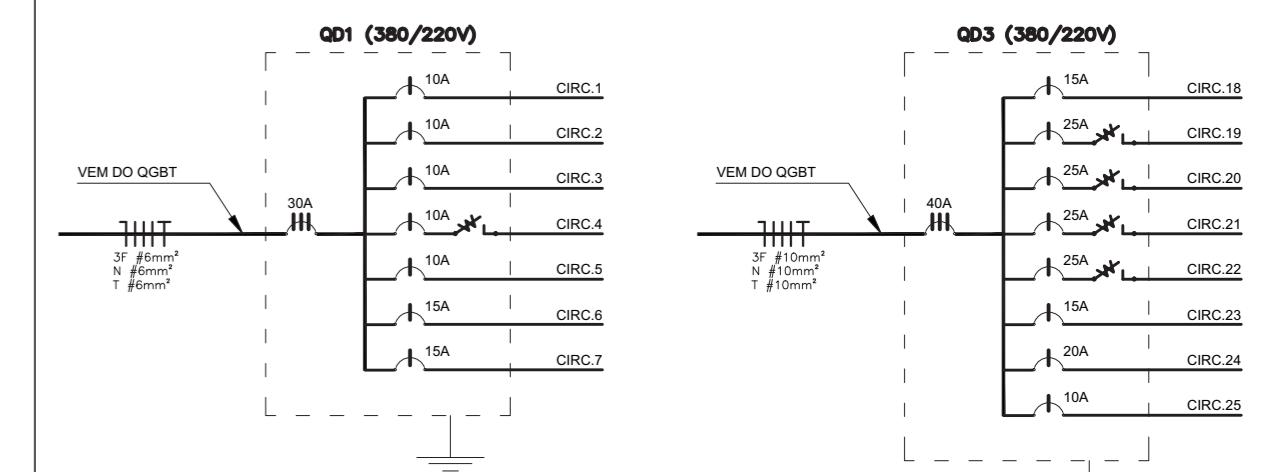 QD1 (380/220V)
10A
CIRC.1
10A
CIRC.2
10A
CIRC.3
VEM DO QGBT
30A
10A
CIRC.4
3F #6mm²
N #6mm²
T #6mm²
10A
CIRC.5
15A
CIRC.6
15A
CIRC.7
QD3 (380/220V)
15A
CIRC.18
25A
CIRC.19
25A
CIRC.20
VEM DO QGBT
40A
25A
CIRC.21
3F #10mm²
N #10mm²
T #10mm²
25A
CIRC.22
15A
CIRC.23
20A
CIRC.24
10A
CIRC.25